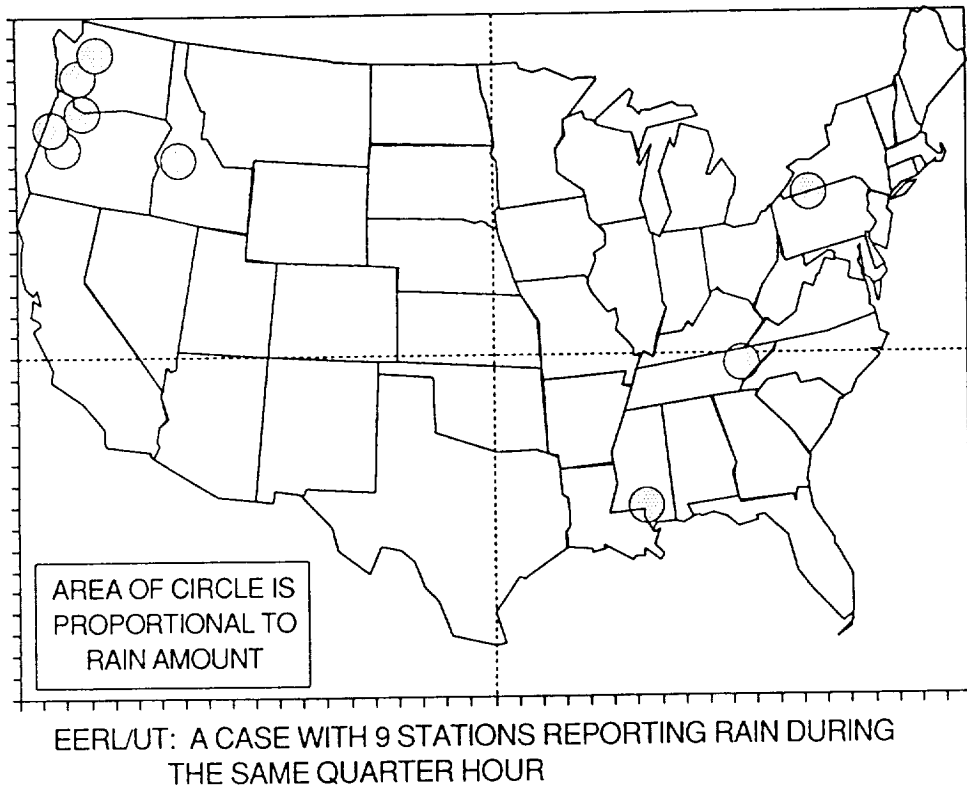 AREA OF CIRCLE IS
PROPORTIONAL TO
RAIN AMOUNT
EERL/UT: A CASE WITH 9 STATIONS REPORTING RAIN DURING
THE SAME QUARTER HOUR